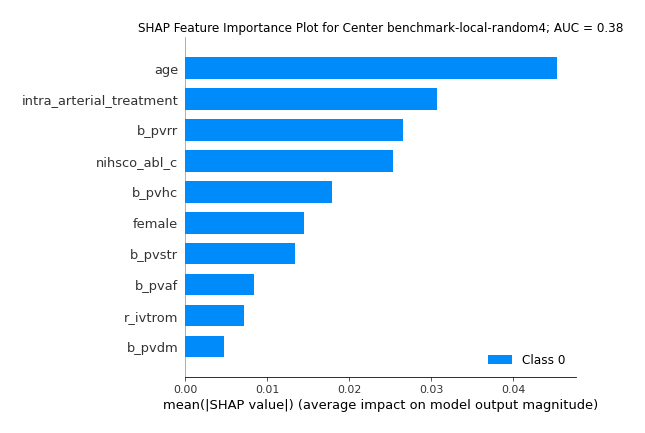 SHAP Feature Importance Plot for Center benchmark-local-random4; AUC = 0.38
age
intra_arterial_treatment
b_pvrr
nihsco_abl_c
b_pvhc
female
b_pvstr
b_pvaf
r_ivtrom
b_pvdm
Class 0
0.00 0.01 0.02 0.03 0.04
mean(|SHAP value|) (average impact on model output magnitude)